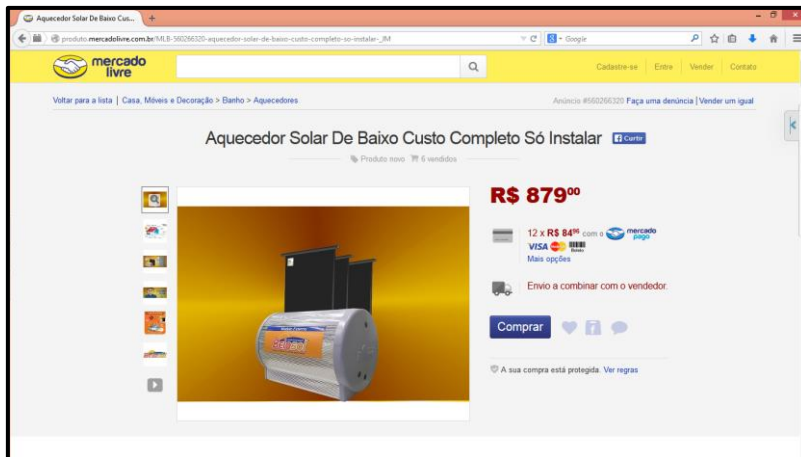 Aquecedor Solar De Baixo Cus...
produto.mercadolivre.com.br/MLB-560266320-aquecedor-solar-de-baixo-custo-completo-so-instalar-_JM
Google
mercado livre
Cadastre-se Entre Vender Contato
Voltar para a lista | Casa, Móveis e Decoração > Banho > Aquecedores
Anúncio #560266320 Faça uma denúncia | Vender um igual
Aquecedor Solar De Baixo Custo Completo Só Instalar Curtir
Produto novo 6 vendidos
R$ 879⁰⁰
12 x R$ 84⁹⁶ com o mercado pago
VISA Boleto
Mais opções
Envio a combinar com o vendedor.
Comprar
A sua compra está protegida. Ver regras